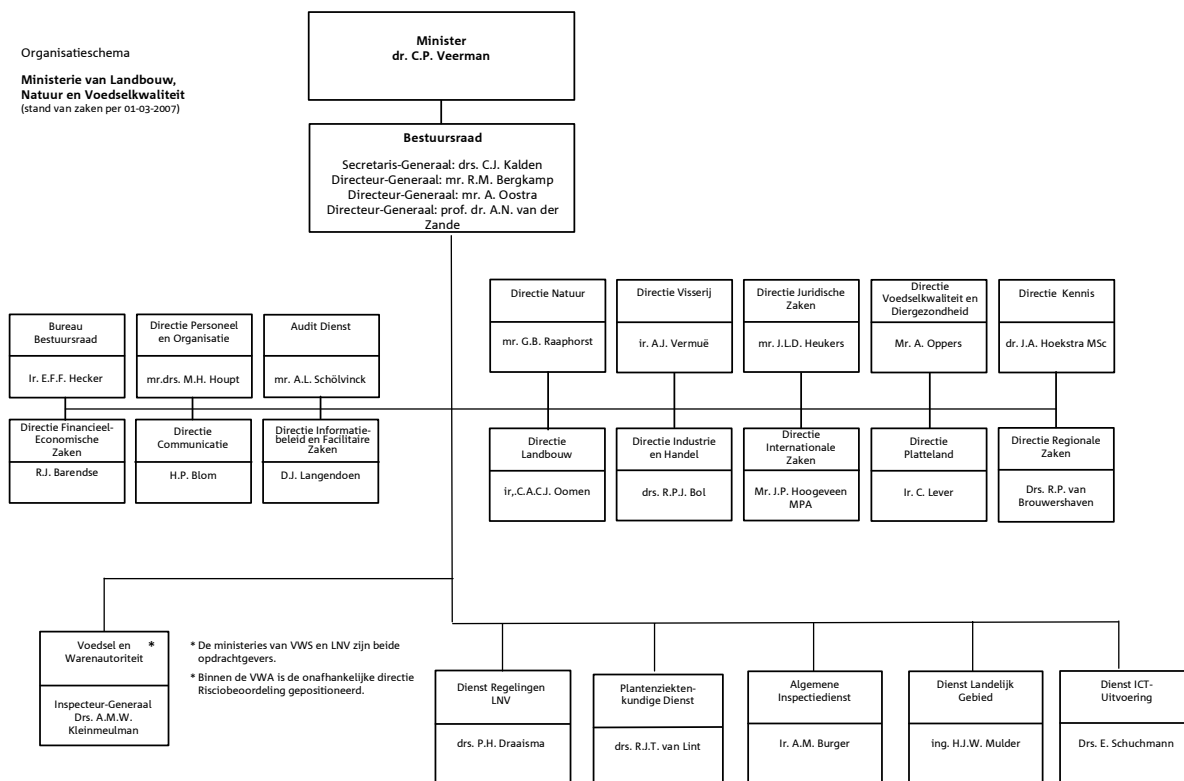 Organisatieschema
Ministerie van Landbouw,
Natuur en Voedselkwaliteit
(stand van zaken per 01-03-2007)
Minister
dr. C.P. Veerman
Bestuursraad
Secretaris-Generaal: drs. C.J. Kalden
Directeur-Generaal: mr. R.M. Bergkamp
Directeur-Generaal: mr. A. Oostra
Directeur-Generaal: prof. dr. A.N. van der
Zande
Bureau
Bestuursraad
Ir. E.F.F. Hecker
Directie Personeel
en Organisatie
mr.drs. M.H. Houpt
Audit Dienst
mr. A.L. Schölvinck
Directie Natuur
mr. G.B. Raaphorst
Directie Visserij
ir. A.J. Vermuë
Directie Juridische
Zaken
mr. J.L.D. Heukers
Directie
Voedselkwaliteit en
Diergezondheid
Mr. A. Oppers
Directie Kennis
dr. J.A. Hoekstra MSc
Directie Financieel-
Economische
Zaken
R.J. Barendse
Directie
Communicatie
H.P. Blom
Directie Informatie-
beleid en Facilitaire
Zaken
D.J. Langendoen
Directie
Landbouw
ir,.C.A.C.J. Oomen
Directie Industrie
en Handel
drs. R.P.J. Bol
Directie
Internationale
Zaken
Mr. J.P. Hoogeveen
MPA
Directie
Platteland
Ir. C. Lever
Directie Regionale
Zaken
Drs. R.P. van
Brouwershaven
Voedsel en *
Warenautoriteit
Inspecteur-Generaal
Drs. A.M.W.
Kleinmeulman
* De ministeries van VWS en LNV zijn beide
opdrachtgevers.
* Binnen de VWA is de onafhankelijke directie
Risciobeoordeling gepositioneerd.
Dienst Regelingen
LNV
drs. P.H. Draaisma
Plantenziekten-
kundige Dienst
drs. R.J.T. van Lint
Algemene
Inspectiedienst
Ir. A.M. Burger
Dienst Landelijk
Gebied
ing. H.J.W. Mulder
Dienst ICT-
Uitvoering
Drs. E. Schuchmann